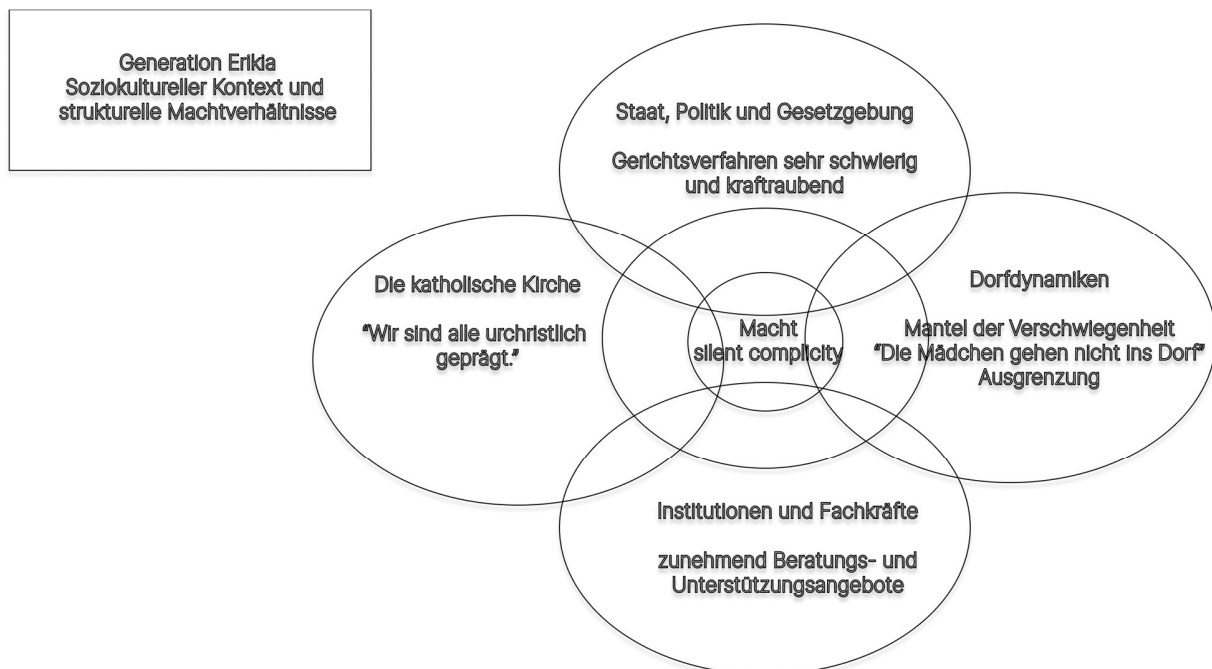 Generation Erikla
Soziokultureller Kontext und
strukturelle Machtverhältnisse
Staat, Politik und Gesetzgebung
Gerichtsverfahren sehr schwierig
und kraftraubend
Die katholische Kirche
“Wir sind alle urchristlich
geprägt.”
Macht
silent complicity
Dorfdynamiken
Mantel der Verschwiegenheit
“Die Mädchen gehen nicht ins Dorf”
Ausgrenzung
Institutionen und Fachkräfte
zunehmend Beratungs- und
Unterstützungsangebote